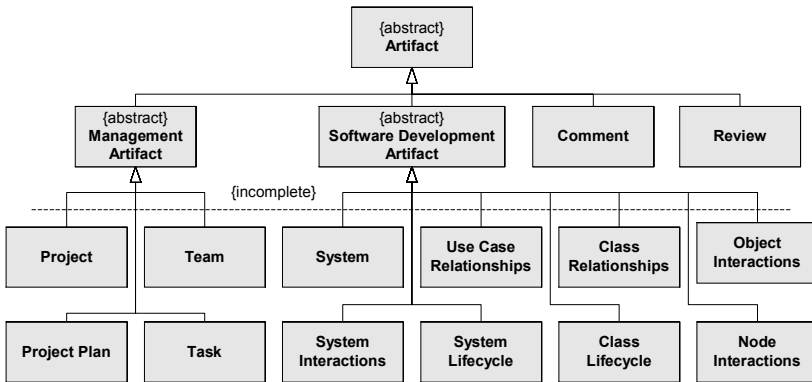 {abstract}
Artifact
{abstract}
Management
Artifact
{abstract}
Software Development
Artifact
Comment
Review
{incomplete}
Project
Team
System
Use Case
Relationships
Class
Relationships
Object
Interactions
Project Plan
Task
System
Interactions
System
Lifecycle
Class
Lifecycle
Node
Interactions